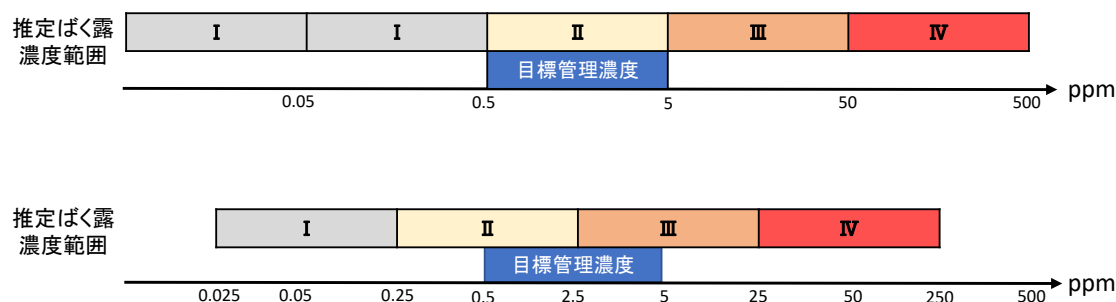 推定ばく露
濃度範囲
I I II III IV
目標管理濃度
0.05 0.5 5 50 500 ppm
推定ばく露
濃度範囲
I II III IV
目標管理濃度
0.025 0.05 0.25 0.5 2.5 5 25 50 250 500 ppm